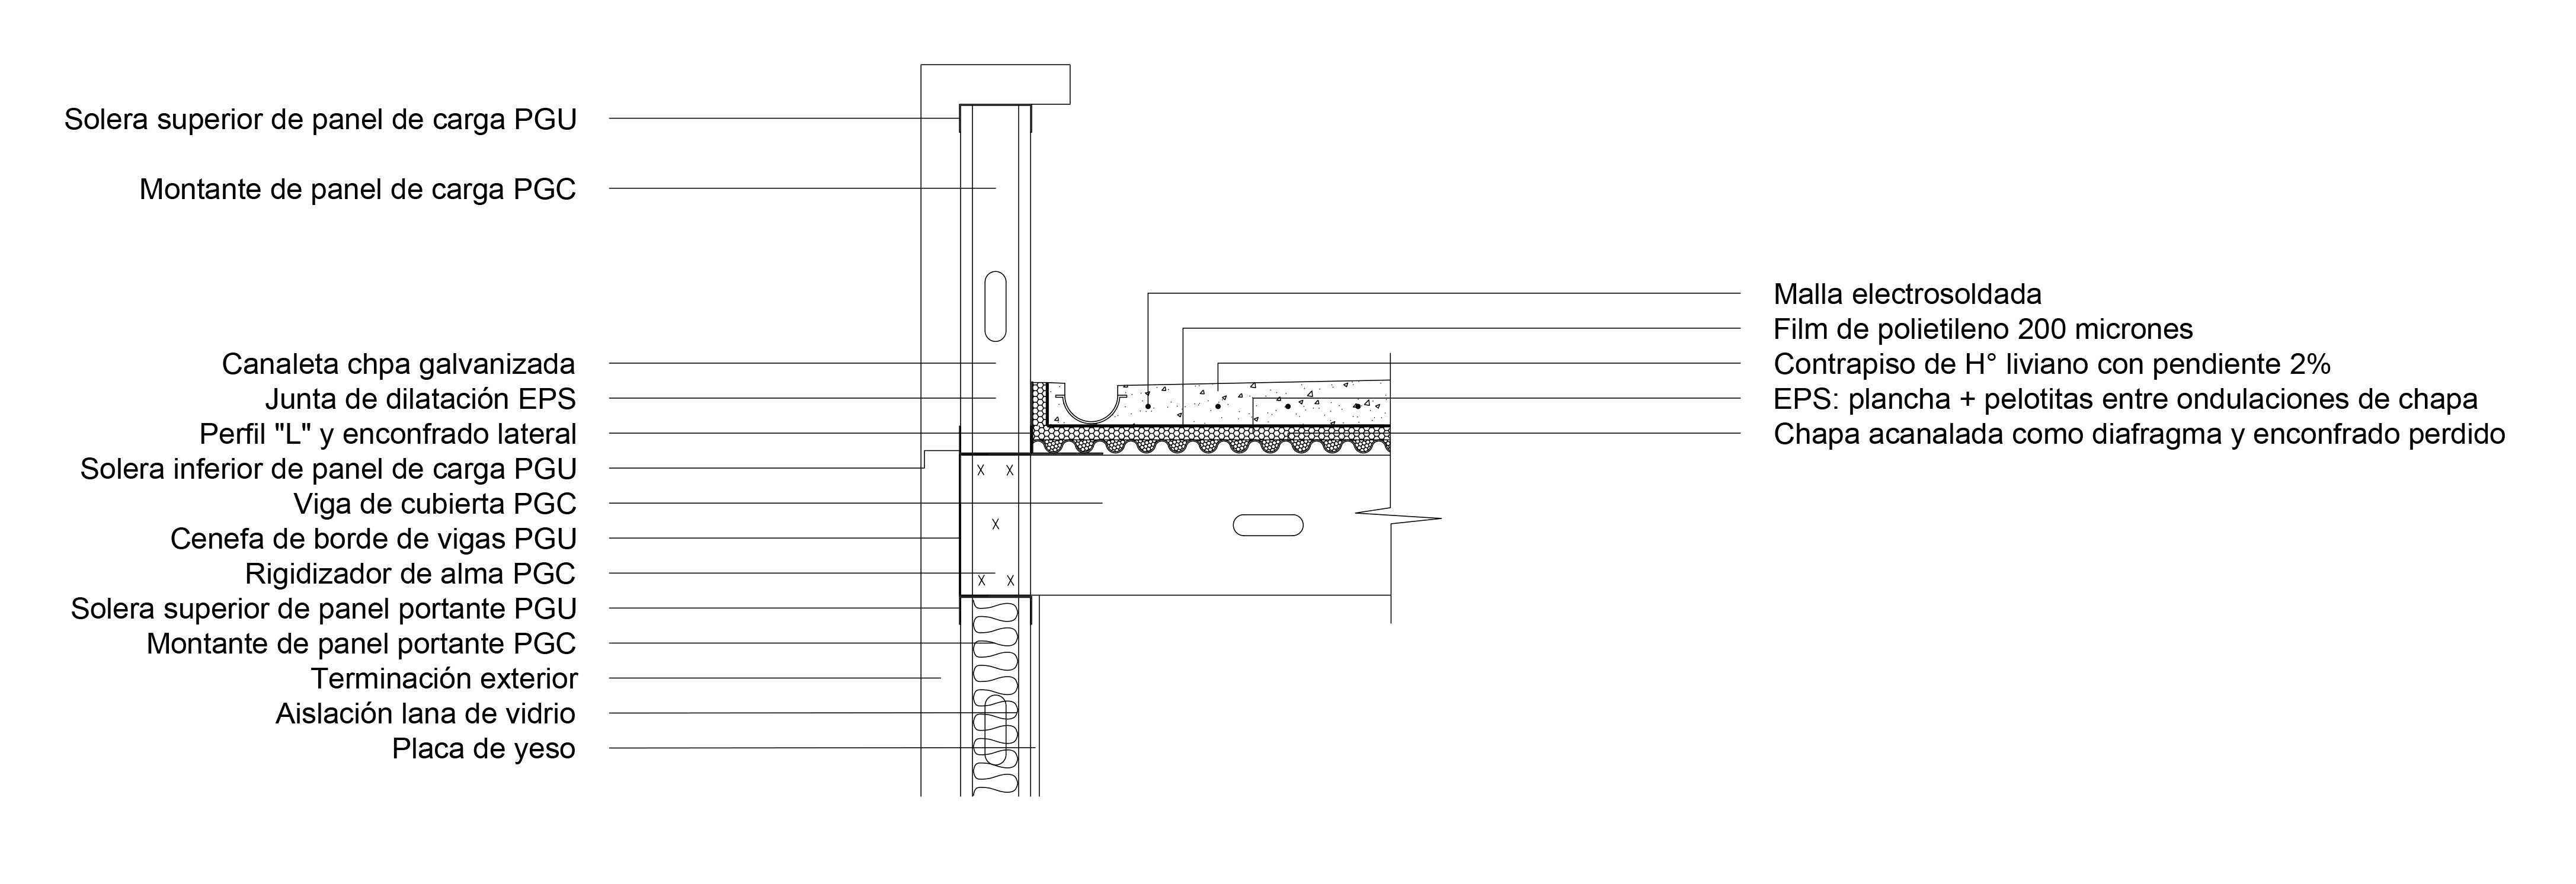 Solera superior de panel de carga PGU
Montante de panel de carga PGC
Canaleta chpa galvanizada
Junta de dilatación EPS
Perfil "L" y enconfrado lateral
Solera inferior de panel de carga PGU
Viga de cubierta PGC
Cenefa de borde de vigas PGU
Rigidizador de alma PGC
Solera superior de panel portante PGU
Montante de panel portante PGC
Terminación exterior
Aislación lana de vidrio
Placa de yeso
Malla electrosoldada
Film de polietileno 200 micrones
Contrapiso de H° liviano con pendiente 2%
EPS: plancha + pelotitas entre ondulaciones de chapa
Chapa acanalada como diafragma y enconfrado perdido